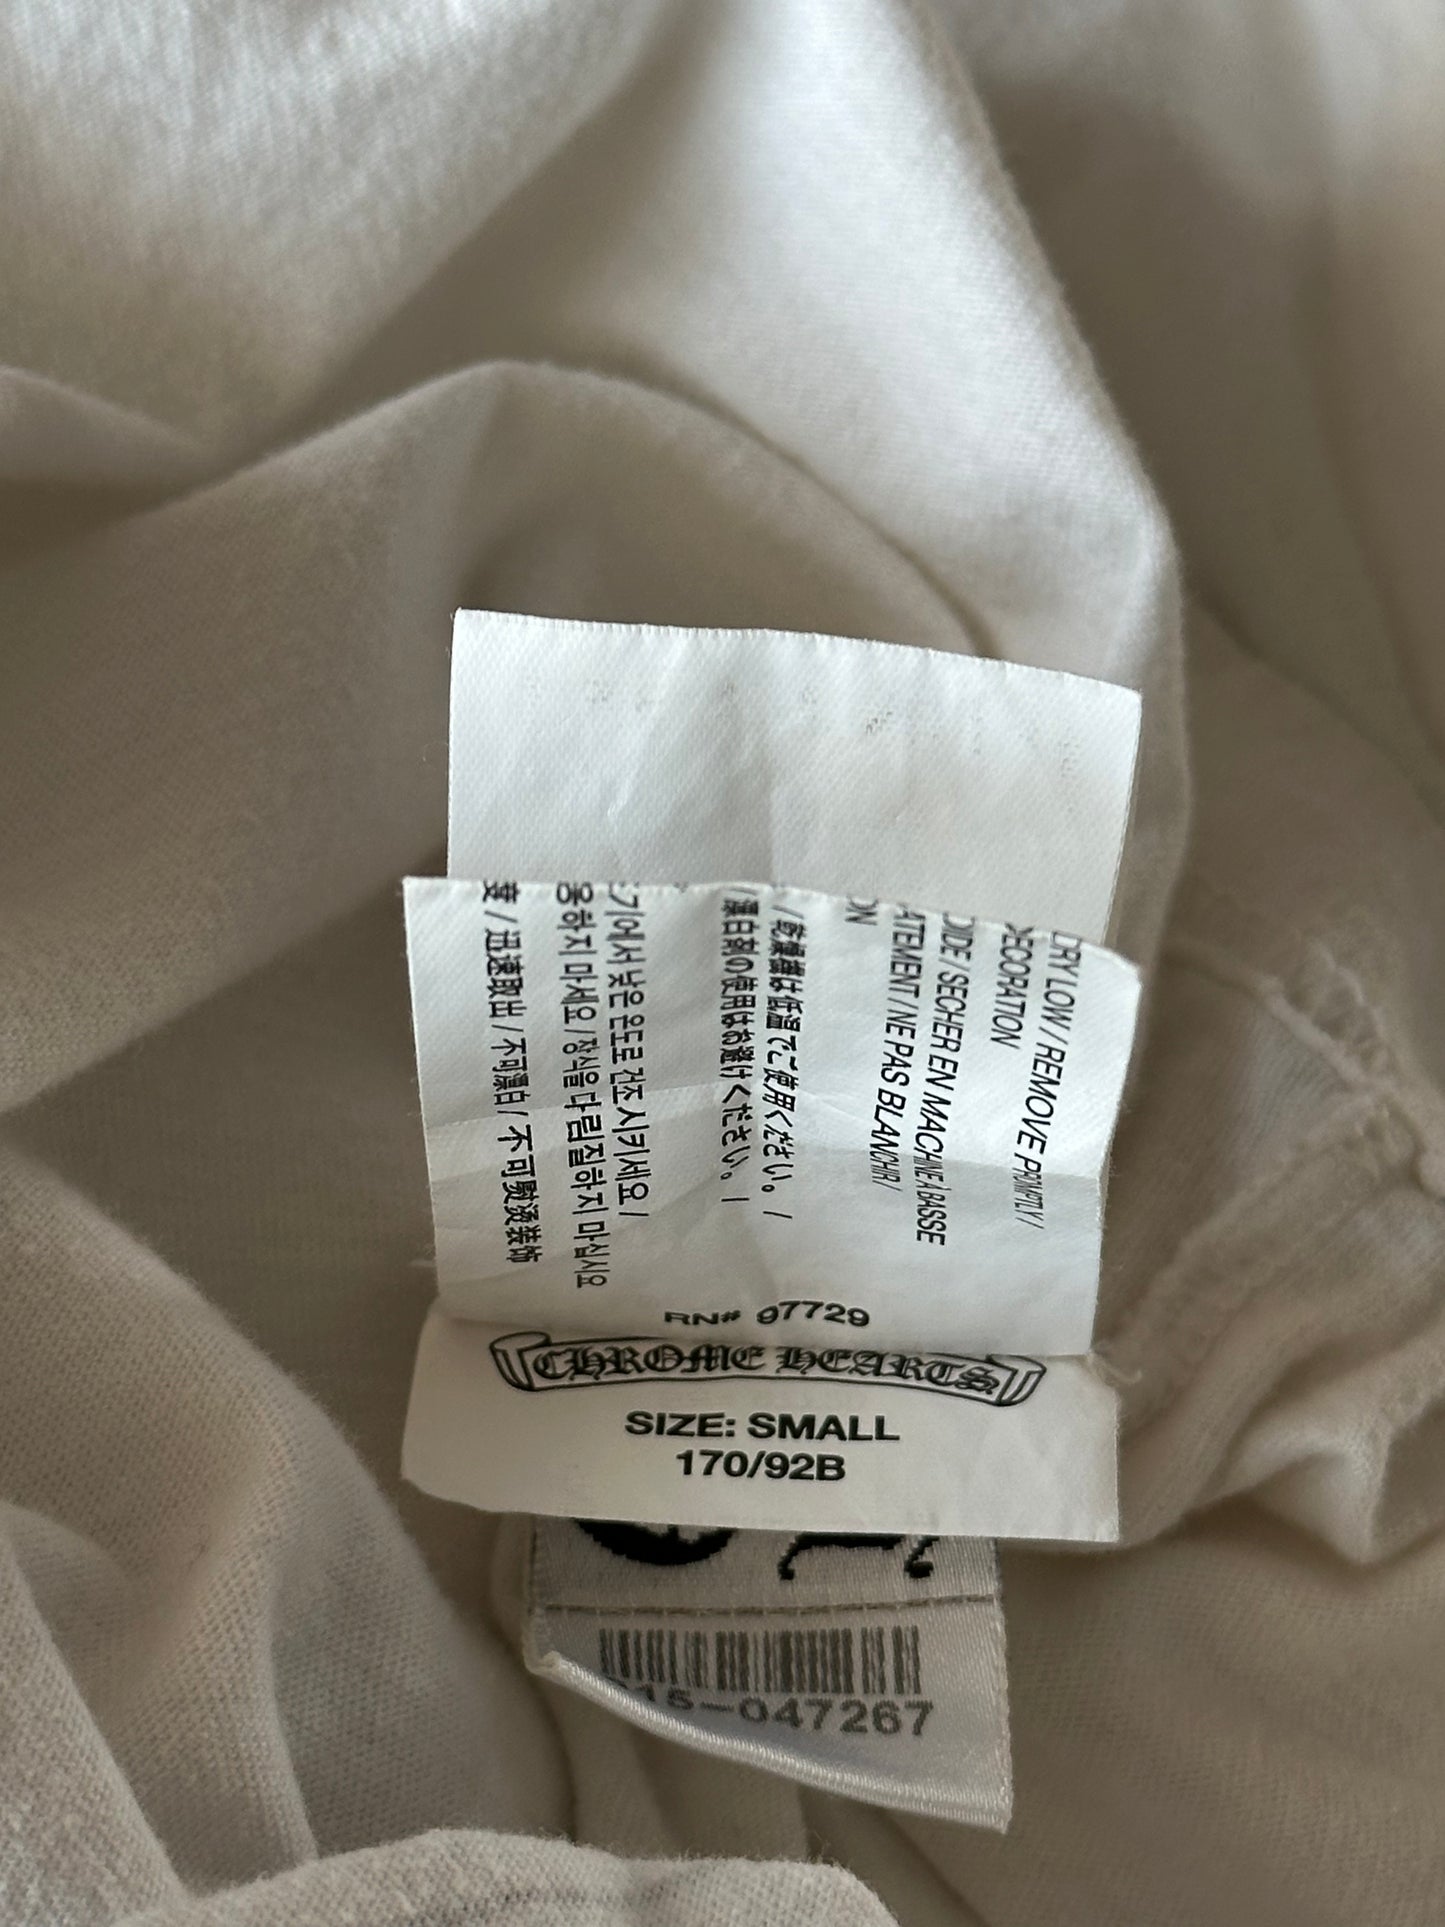 DRY LOW / REMOVE PROMPTLY /
DECORATION
SECHER EN MACHINE A BASSE
NE PAS BLANCHIR /
乾燥機は低温でご使用ください。/
漂白剤の使用はお避けください。/
기에서 낮은 온도로 건조 시키세요 /
용하지 마세요 / 장식을 다림질하지 마십시요
度 / 迅速取出 / 不可漂白 / 不可熨烫装饰
RN# 97729
CHROME HEARTS
SIZE: SMALL
170/92B
15-047267